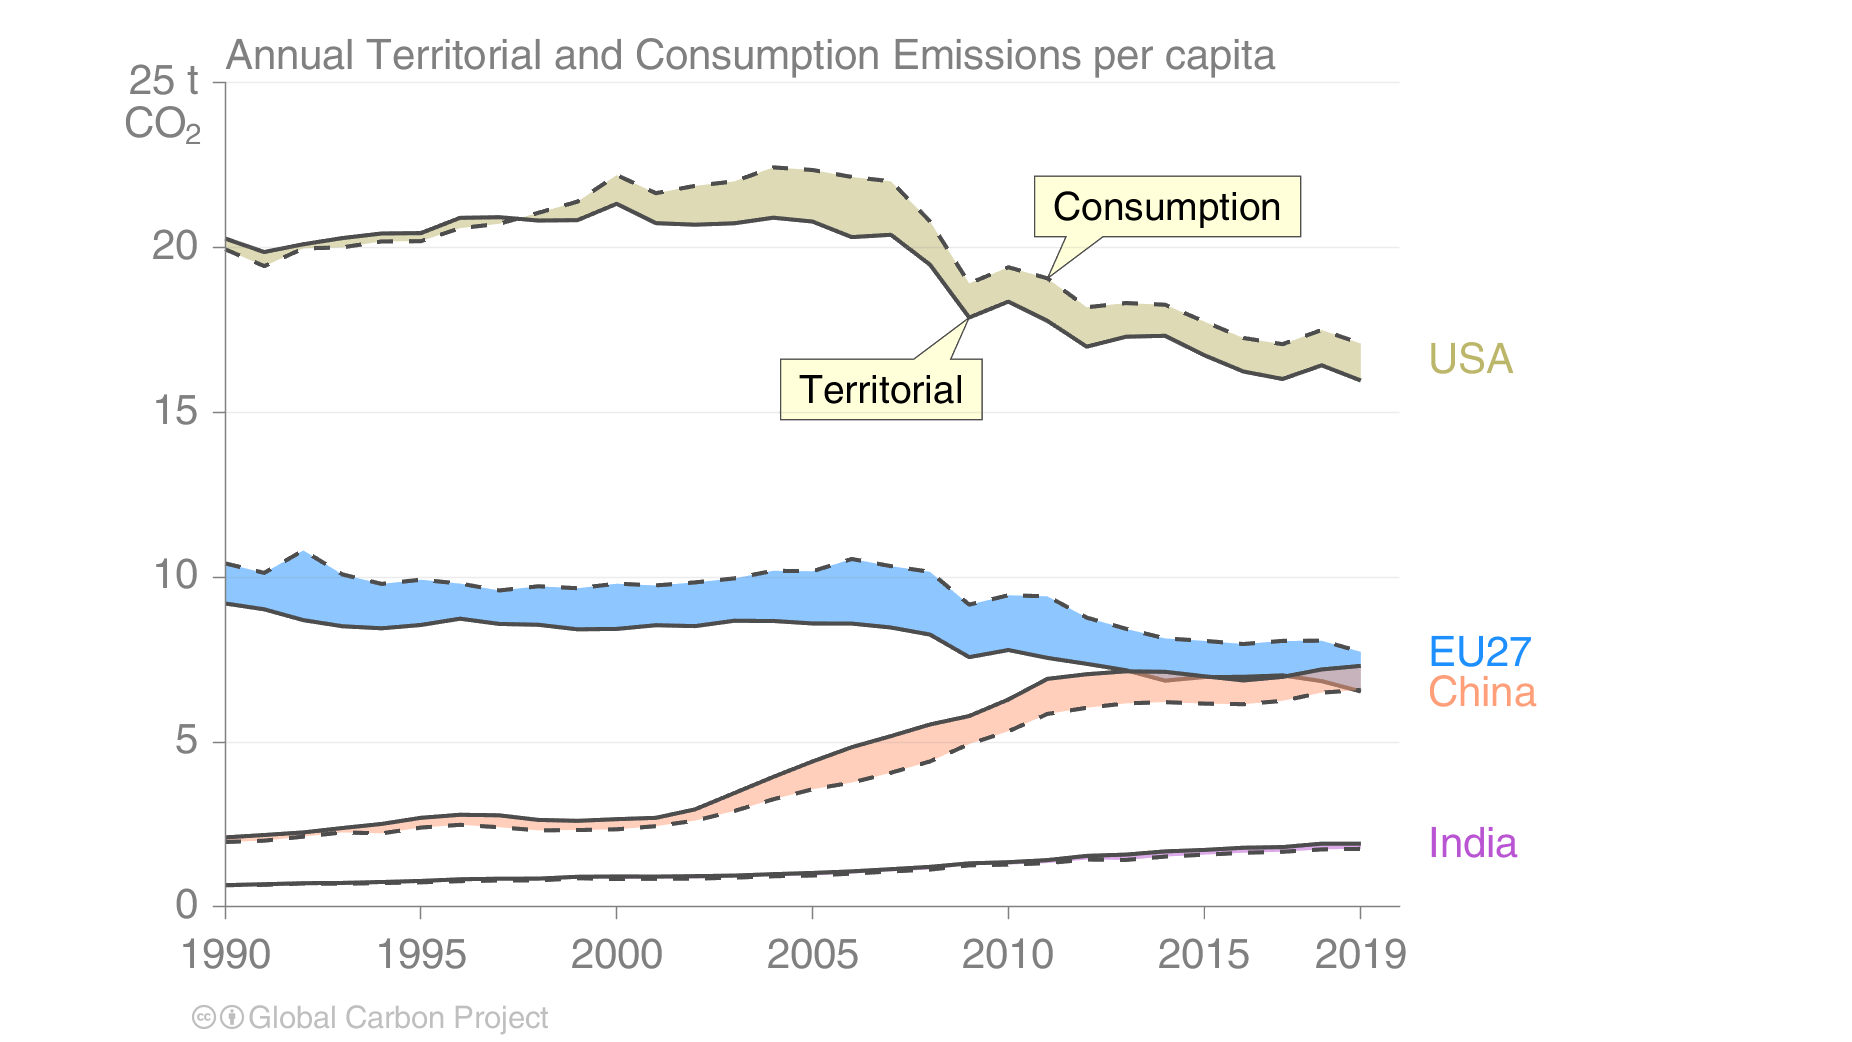 Annual Territorial and Consumption Emissions per capita
25 t
CO₂
20
15
10
5
0
Consumption
Territorial
USA
EU27
China
India
1990 1995 2000 2005 2010 2015 2019
cc Global Carbon Project